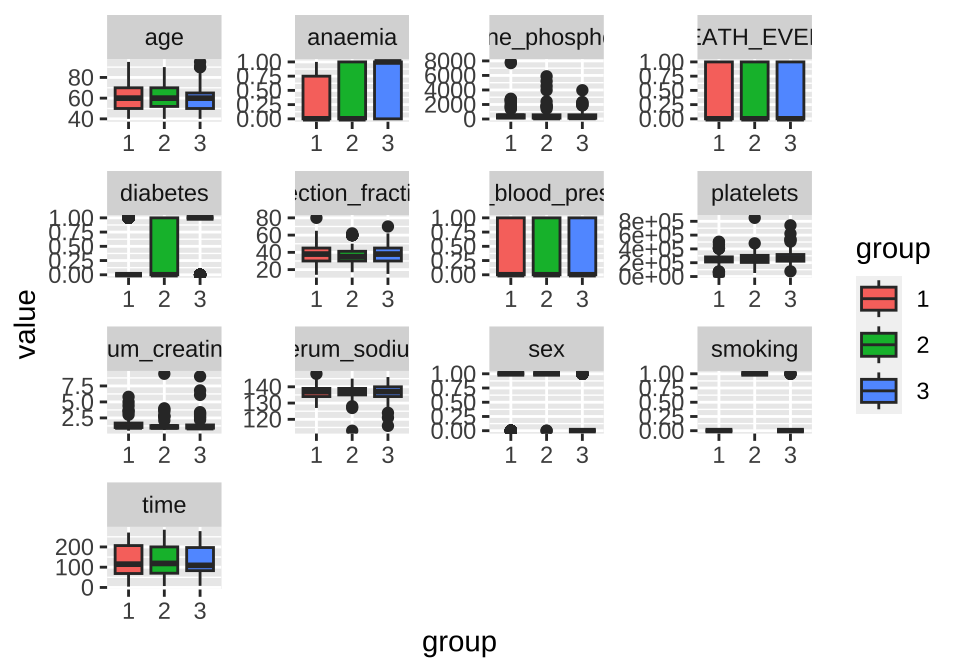 age
80
60
40
1 2 3
anaemia
1.00
0.75
0.50
0.25
0.00
1 2 3
ne_phospho
8000
6000
4000
2000
0
1 2 3
EATH_EVE
1.00
0.75
0.50
0.25
0.00
1 2 3
diabetes
1.00
0.75
0.50
0.25
0.00
1 2 3
ection_fracti
80
60
40
20
1 2 3
_blood_pres
1.00
0.75
0.50
0.25
0.00
1 2 3
platelets
8e+05
6e+05
4e+05
2e+05
0e+00
1 2 3
um_creatin
7.5
5.0
2.5
1 2 3
erum_sodiu
140
130
120
1 2 3
sex
1.00
0.75
0.50
0.25
0.00
1 2 3
smoking
1.00
0.75
0.50
0.25
0.00
1 2 3
time
200
100
0
1 2 3
value
group
group
1
2
3